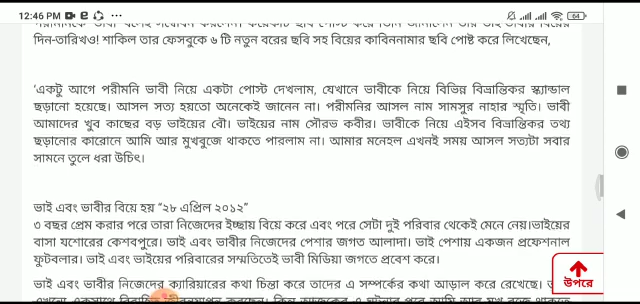 12:46 PM
64
দিন-তারিখও! শাকিল তার ফেসবুকে ৬ টি নতুন বরের ছবি সহ বিয়ের কাবিননামার ছবি পোষ্ট করে লিখেছেন,
'একটু আগে পরীমনি ভাবী নিয়ে একটা পোস্ট দেখলাম, যেখানে ভাবীকে নিয়ে বিভিন্ন বিভ্রান্তিকর স্ক্যান্ডাল
ছড়ানো হয়েছে। আসল সত্য হয়তো অনেকেই জানেন না। পরীমনির আসল নাম সামসুর নাহার স্মৃতি। ভাবী
আমাদের খুব কাছের বড় ভাইয়ের বৌ। ভাইয়ের নাম সৌরভ কবীর। ভাবীকে নিয়ে এইসব বিভ্রান্তিকর তথ্য
ছড়ানোর কারোনে আমি আর মুখবুজে থাকতে পারলাম না। আমার মনেহল এখনই সময় আসল সত্যটা সবার
সামনে তুলে ধরা উচিৎ।
ভাই এবং ভাবীর বিয়ে হয় "২৮ এপ্রিল ২০১২"
৩ বছর প্রেম করার পরে তারা নিজেদের ইচ্ছায় বিয়ে করে এবং পরে সেটা দুই পরিবার থেকেই মেনে নেয়।ভাইয়ের
বাসা যশোরের কেশবপুরে। ভাই এবং ভাবীর নিজেদের পেশার জগত আলাদা। ভাই পেশায় একজন প্রফেশনাল
ফুটবলার। ভাই এবং ভাইয়ের পরিবারের সম্মতিতেই ভাবী মিডিয়া জগতে প্রবেশ করে।
ভাই এবং ভাবীর নিজেদের ক্যারিয়ারের কথা চিন্তা করে তাদের এ সম্পর্কের কথা আড়াল করে রেখেছে।
উপরে